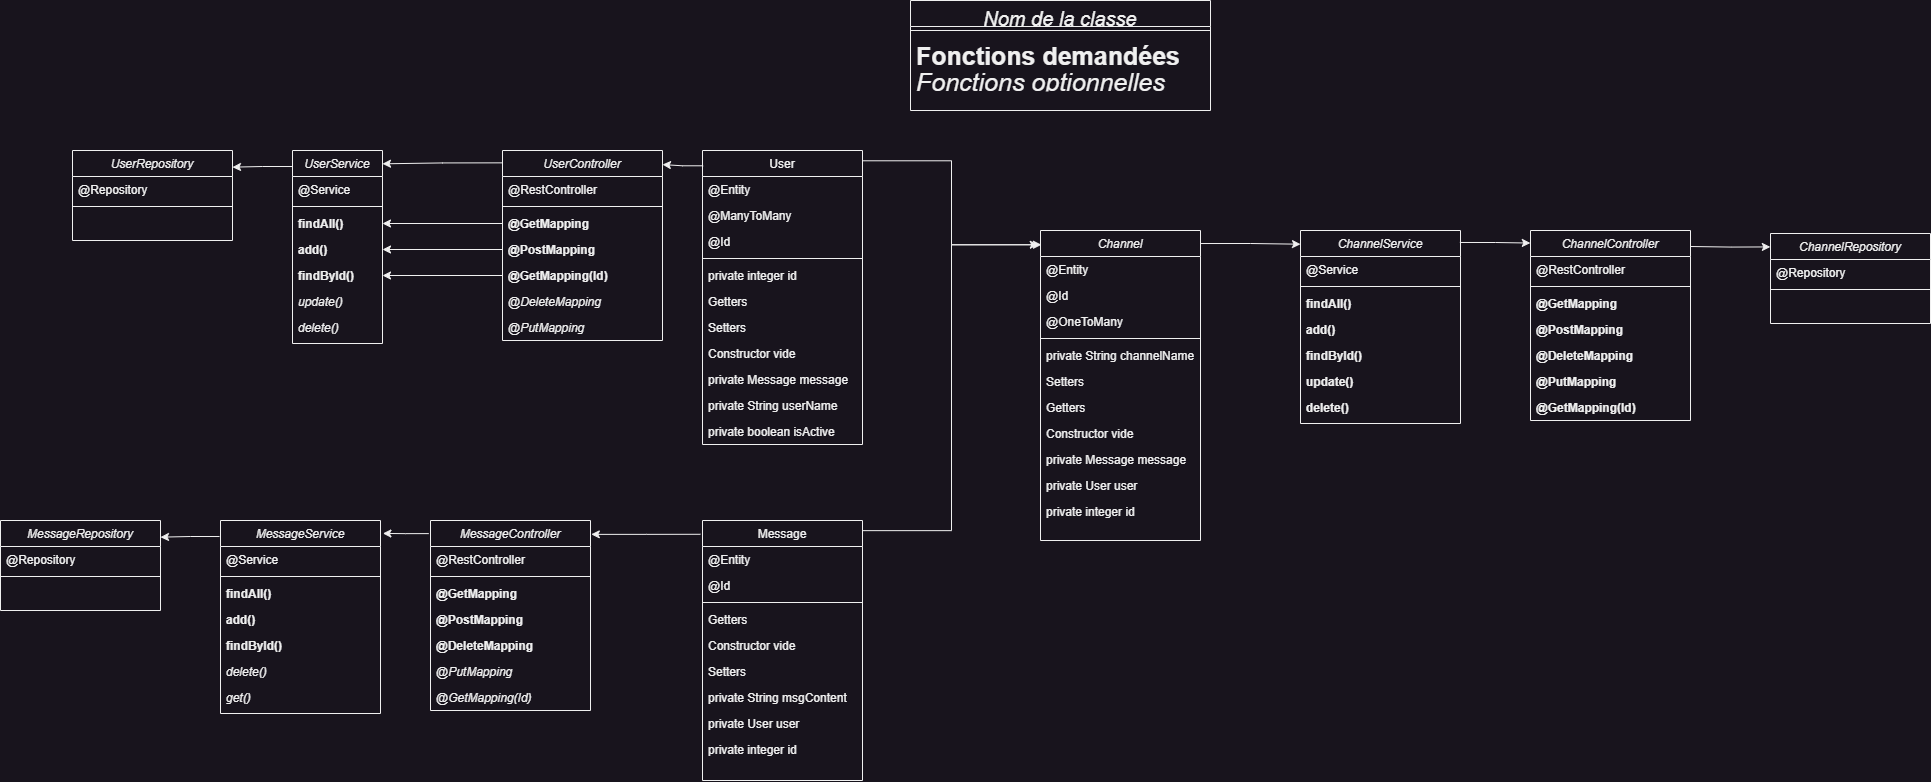 Nom de la classe
Fonctions demandées
Fonctions optionnelles
UserRepository
@Repository
UserService
@Service
findAll()
add()
findById()
update()
delete()
UserController
@RestController
@GetMapping
@PostMapping
@GetMapping(Id)
@DeleteMapping
@PutMapping
User
@Entity
@ManyToMany
@Id
private integer id
Getters
Setters
Constructor vide
private Message message
private String userName
private boolean isActive
Channel
@Entity
@Id
@OneToMany
private String channelName
Setters
Getters
Constructor vide
private Message message
private User user
private integer id
ChannelService
@Service
findAll()
add()
findById()
update()
delete()
ChannelController
@RestController
@GetMapping
@PostMapping
@DeleteMapping
@PutMapping
@GetMapping(Id)
ChannelRepository
@Repository
MessageRepository
@Repository
MessageService
@Service
findAll()
add()
findById()
delete()
get()
MessageController
@RestController
@GetMapping
@PostMapping
@DeleteMapping
@PutMapping
@GetMapping(Id)
Message
@Entity
@Id
Getters
Constructor vide
Setters
private String msgContent
private User user
private integer id